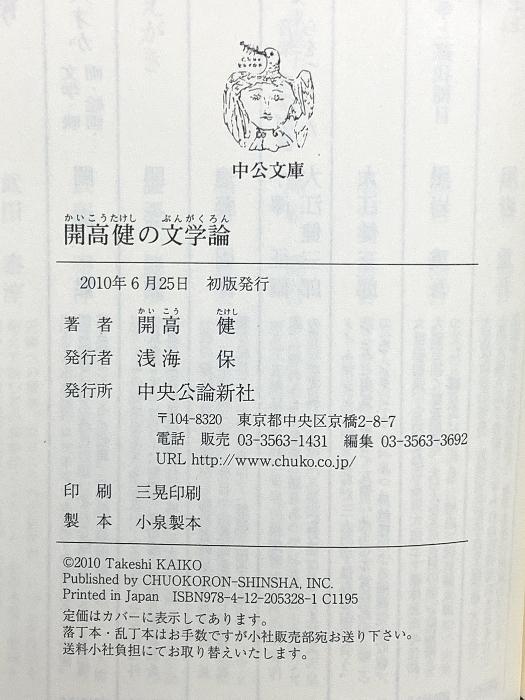 Chuo
koron
中公文庫
かいこうたけし ぶんがくろん
開高健の文学論
2010年6月25日 初版発行
かい こう たけし
著者 開高 健
発行者 浅海 保
発行所 中央公論新社
〒104-8320 東京都中央区京橋2-8-7
電話 販売 03-3563-1431 編集 03-3563-3692
URL http://www.chuko.co.jp/
印刷 三晃印刷
製本 小泉製本
©2010 Takeshi KAIKO
Published by CHUOKORON-SHINSHA, INC.
Printed in Japan ISBN978-4-12-205328-1 C1195
定価はカバーに表示してあります。
落丁本・乱丁本はお手数ですが小社販売部宛お送り下さい。
送料小社負担にてお取り替えいたします。